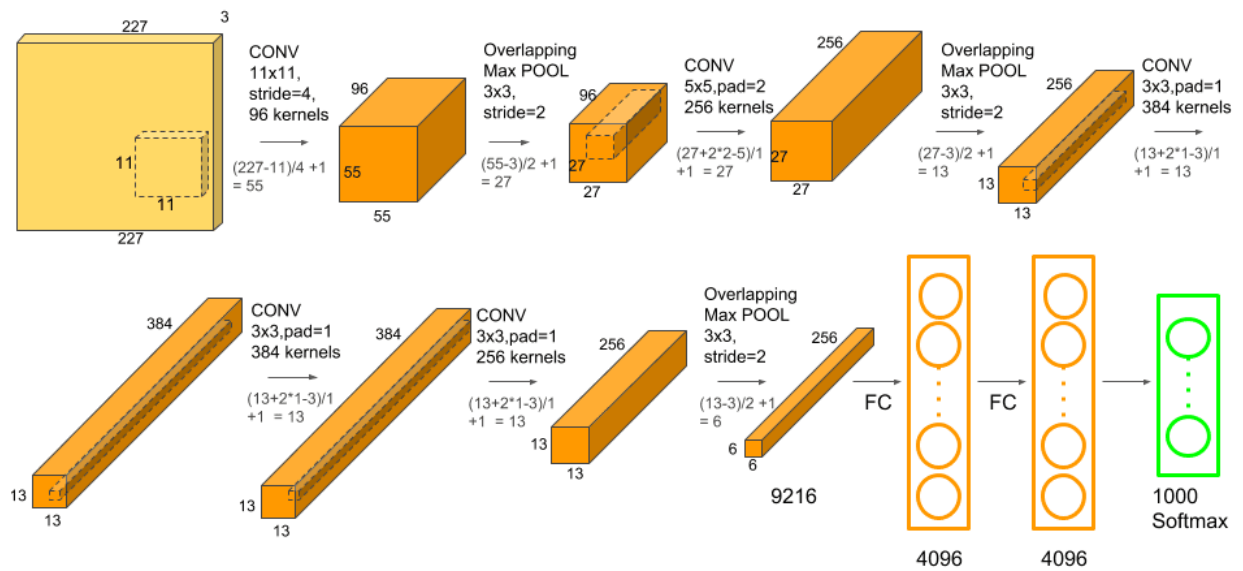 227
3
CONV
11x11,
stride=4,
96 kernels
(227-11)/4 +1
= 55
11
11
227
96
55
55
Overlapping
Max POOL
3x3,
stride=2
(55-3)/2 +1
= 27
96
27
27
CONV
5x5,pad=2
256 kernels
(27+2*2-5)/1
+1 = 27
256
27
27
Overlapping
Max POOL
3x3,
stride=2
(27-3)/2 +1
= 13
256
13
13
CONV
3x3,pad=1
384 kernels
(13+2*1-3)/1
+1 = 13
384
13
13
CONV
3x3,pad=1
384 kernels
(13+2*1-3)/1
+1 = 13
384
13
13
CONV
3x3,pad=1
256 kernels
(13+2*1-3)/1
+1 = 13
256
13
13
Overlapping
Max POOL
3x3,
stride=2
(13-3)/2 +1
= 6
256
6
6
9216
FC
4096
FC
4096
1000
Softmax